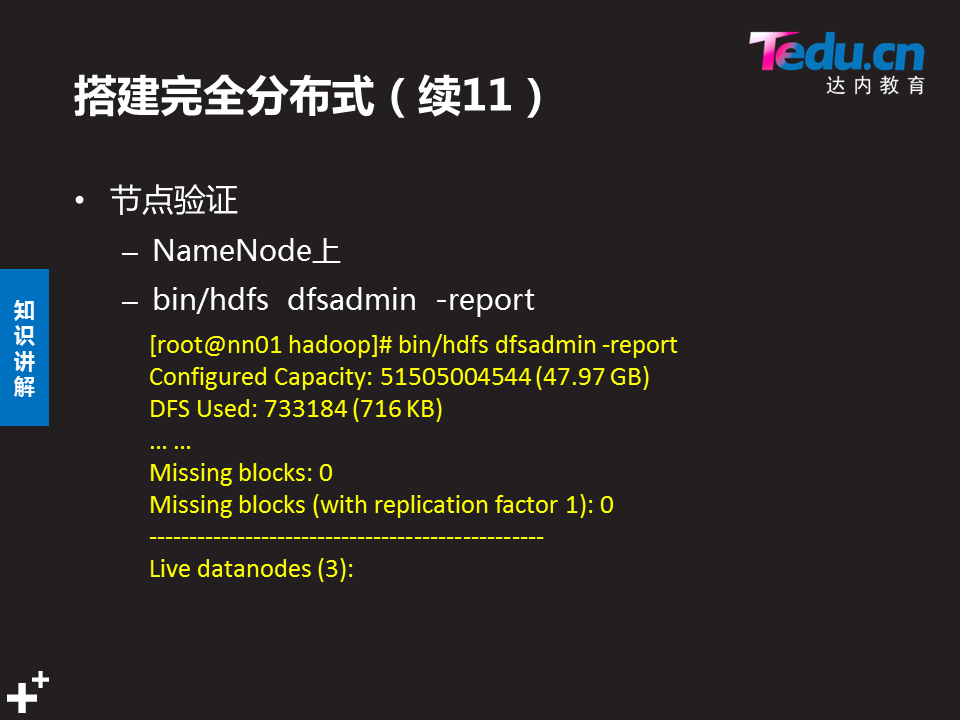 Tedu.cn
达内教育
搭建完全分布式（续11）
• 节点验证
– NameNode上
– bin/hdfs dfsadmin -report
[root@nn01 hadoop]# bin/hdfs dfsadmin -report
Configured Capacity: 51505004544 (47.97 GB)
DFS Used: 733184 (716 KB)
... ...
Missing blocks: 0
Missing blocks (with replication factor 1): 0
-------------------------------------------------
Live datanodes (3):
知识讲解